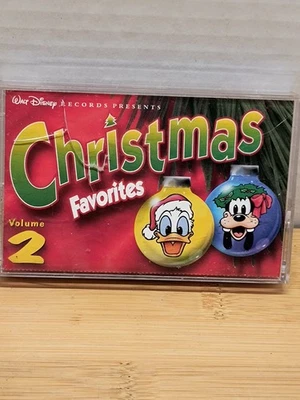 Walt Disney RECORDS PRESENTS
Christmas
Favorites
Volume
2